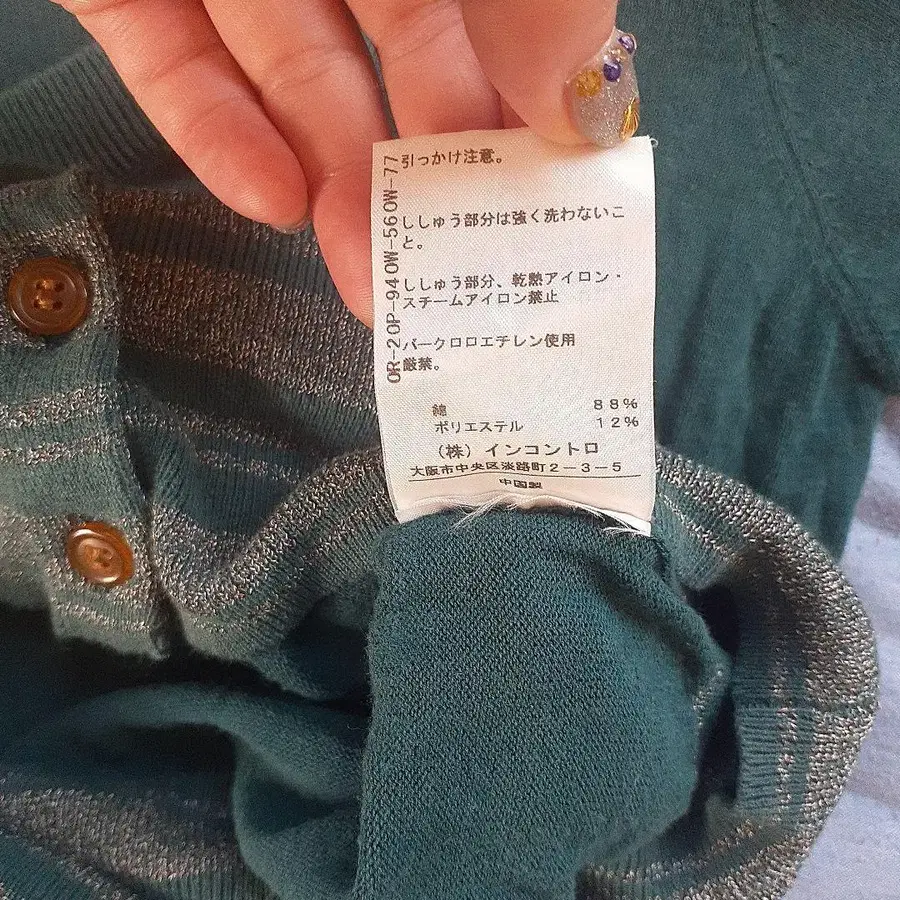 引っかけ注意。
ししゅう部分は強く洗わないこ
と。
ししゅう部分、乾熱アイロン・
スチームアイロン禁止
パークロロエチレン使用
厳禁。
綿 88%
ポリエステル 12%
(株)インコントロ
大阪市中央区淡路町2-3-5
中国製
0R-20P-940W-560W-77